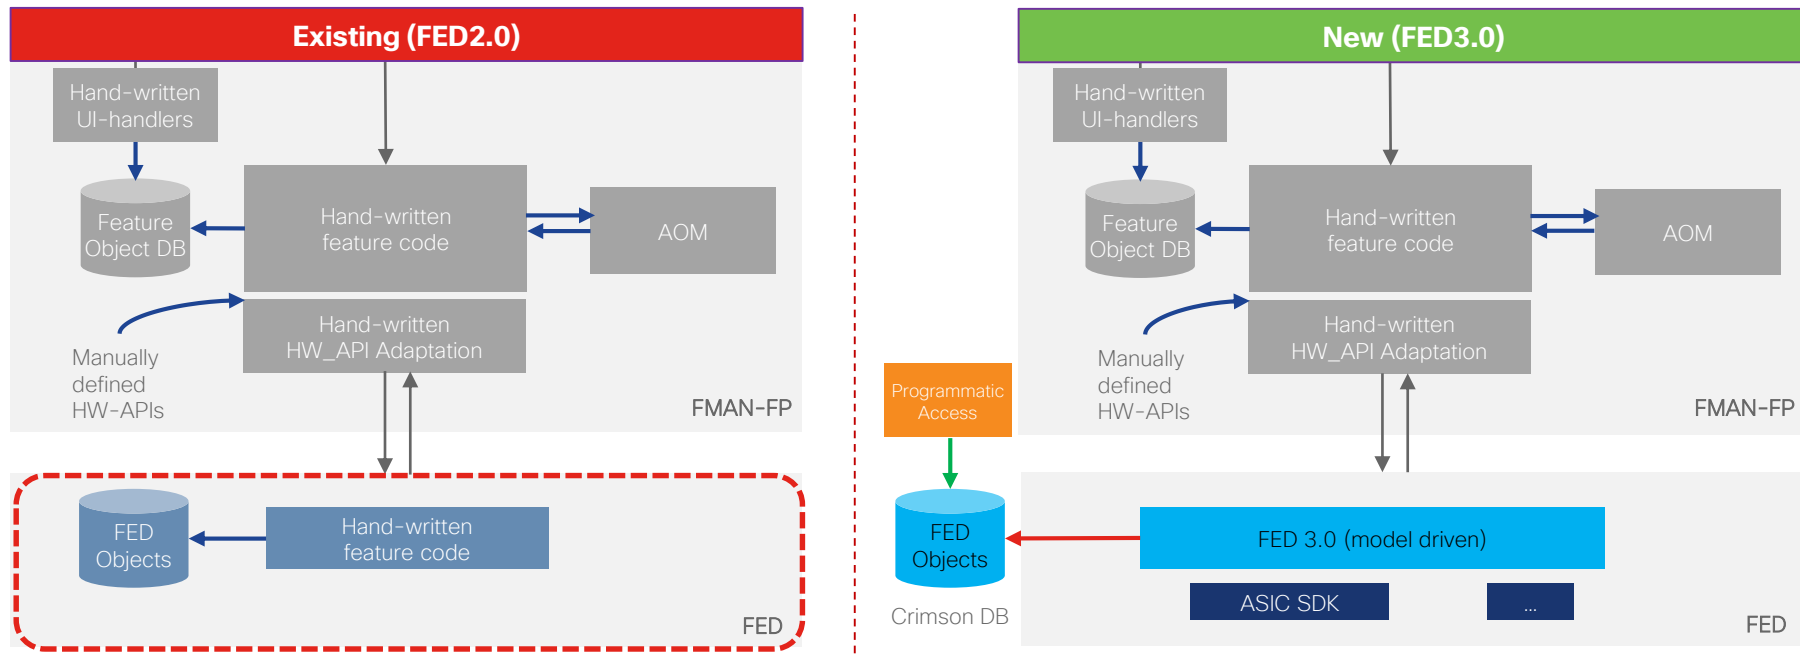 Existing (FED2.0)
Hand-written
UI-handlers
Feature
Object DB
Hand-written
feature code
AOM
Hand-written
HW_API Adaptation
Manually
defined
HW-APIs
FMAN-FP
FED
Objects
Hand-written
feature code
FED
New (FED3.0)
Hand-written
UI-handlers
Feature
Object DB
Hand-written
feature code
AOM
Hand-written
HW_API Adaptation
Manually
defined
HW-APIs
FMAN-FP
Programmatic
Access
FED
Objects
Crimson DB
FED 3.0 (model driven)
ASIC SDK
...
FED